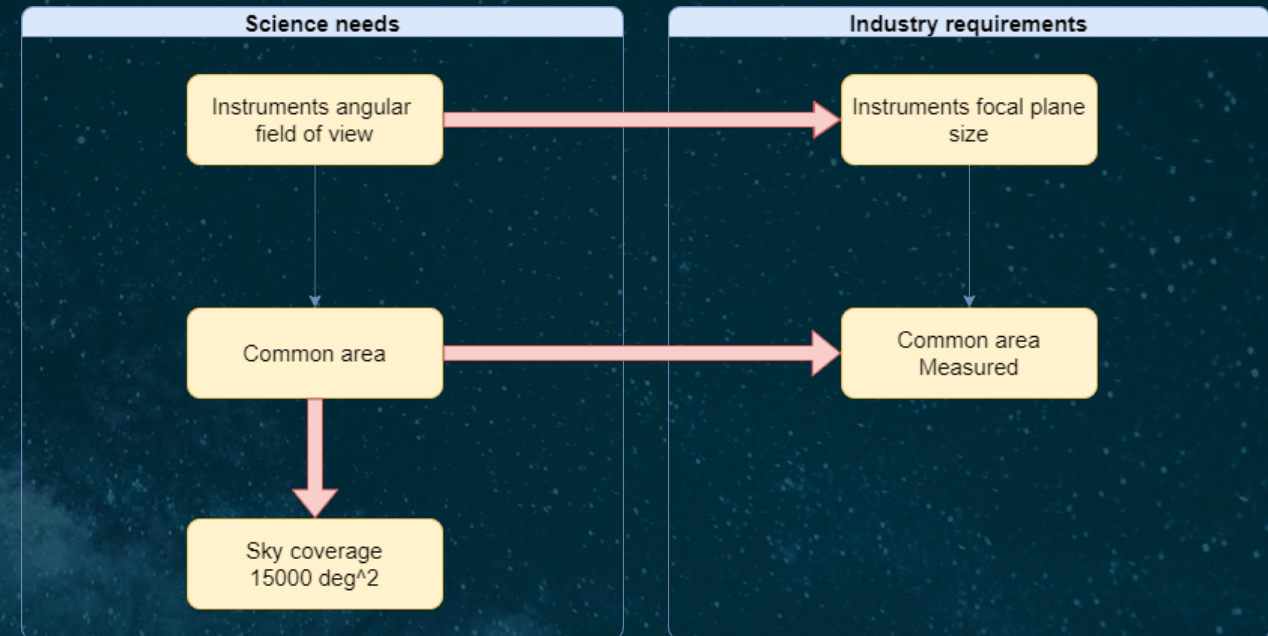 Science needs
Industry requirements
Instruments angular
field of view
Instruments focal plane
size
Common area
Common area
Measured
Sky coverage
15000 deg^2